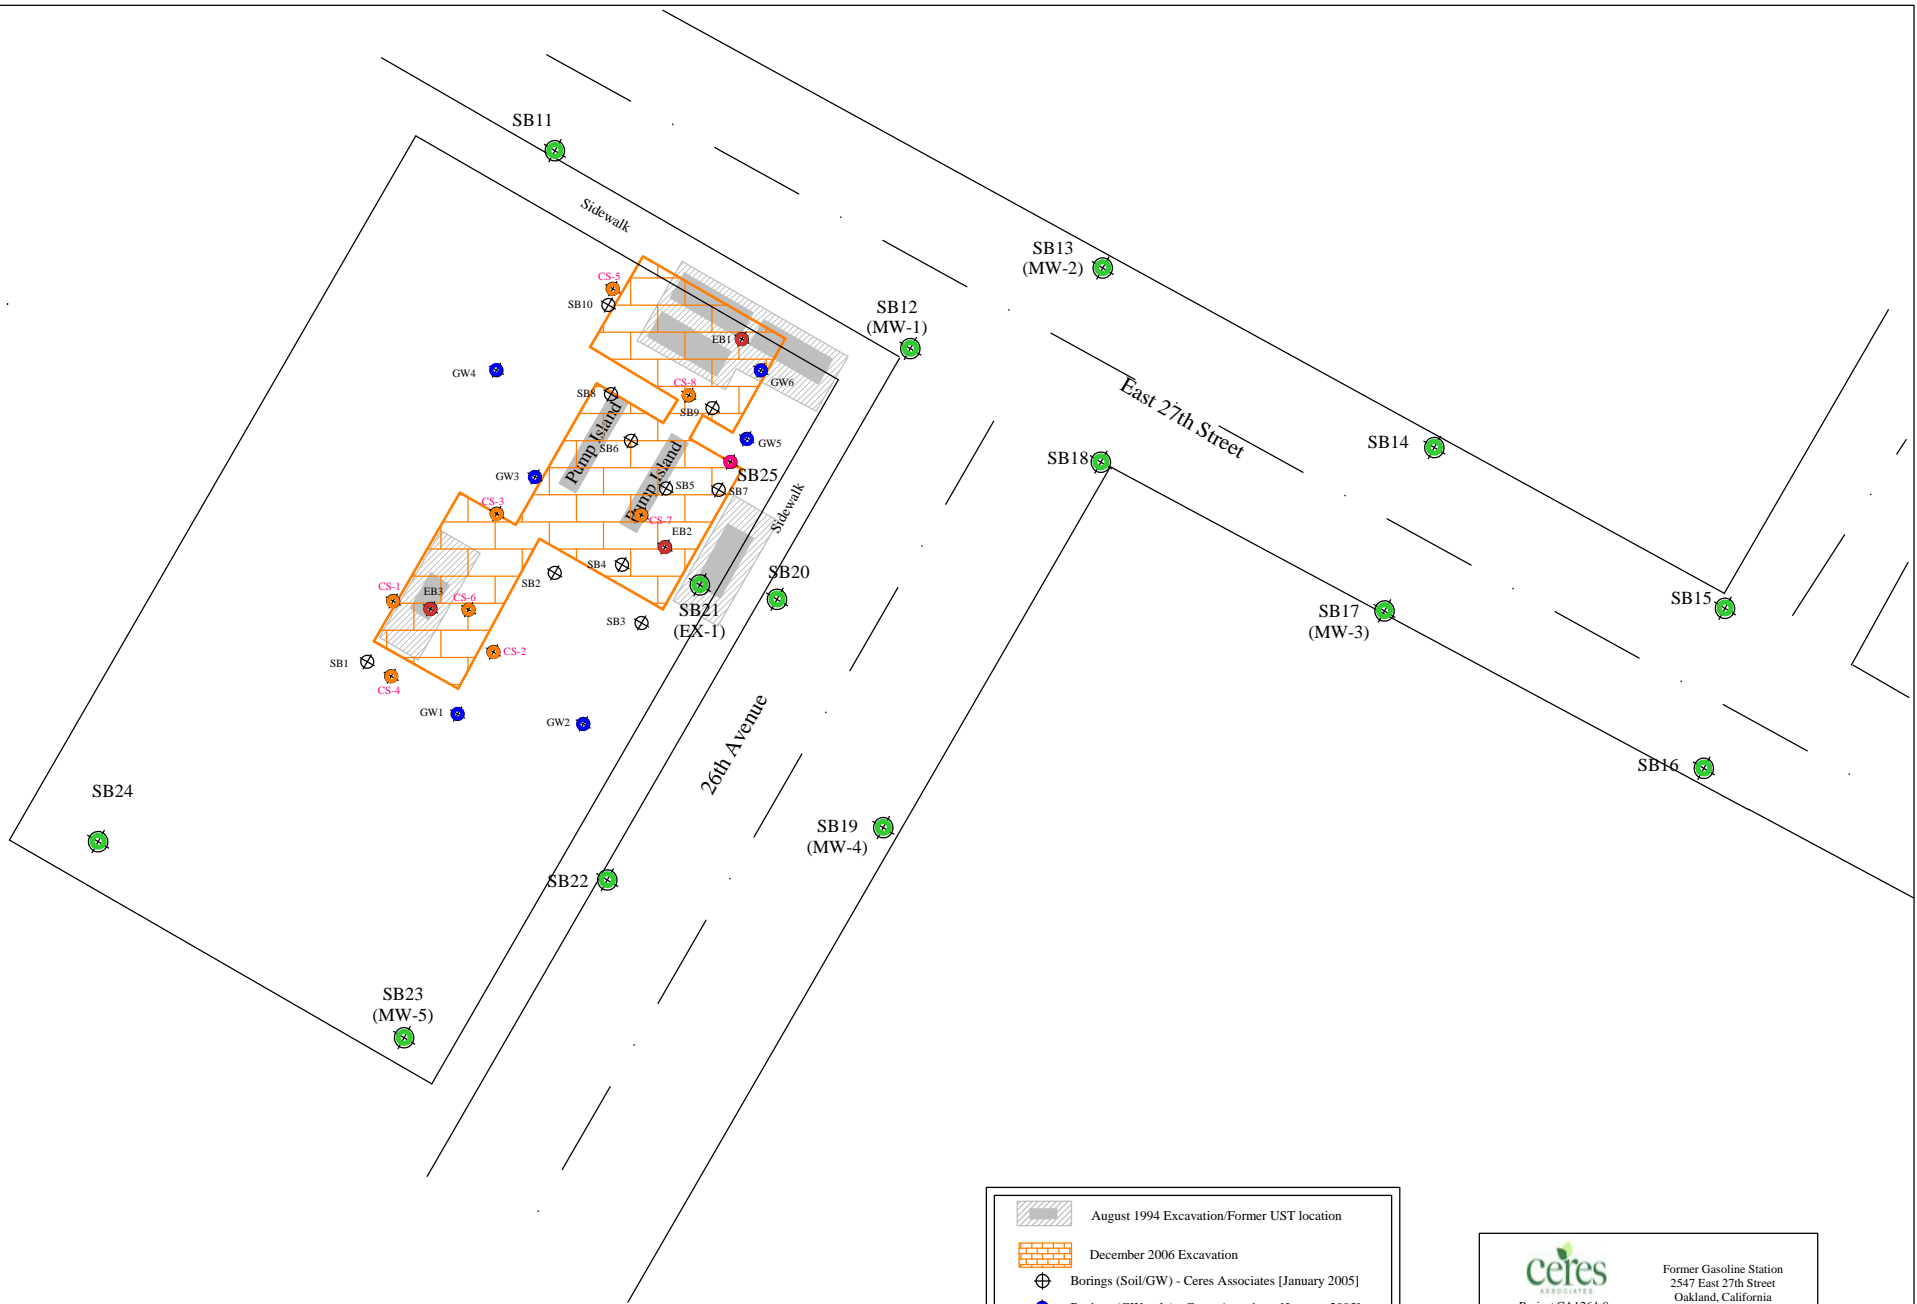 SB11
Sidewalk
SB13
(MW-2)
CS-5
SB10
SB12
(MW-1)
EB1
GW4
GW6
CS-8
SB8
SB9
Pump Island
East 27th Street
SB6
GW5
SB14
Pump Island
SB18
GW3
SB25
SB5
SB7
Sidewalk
CS-3
CS-7
EB2
SB4
SB2
SB20
CS-1
EB3
CS-6
SB21
(EX-1)
SB15
SB17
(MW-3)
SB3
CS-2
SB1
CS-4
GW1
GW2
26th Avenue
SB16
SB24
SB19
(MW-4)
SB22
SB23
(MW-5)
August 1994 Excavation/Former UST location
December 2006 Excavation
Borings (Soil/GW) - Ceres Associates [January 2005]
ceres
ASSOCIATES
Former Gasoline Station
2547 East 27th Street
Oakland, California